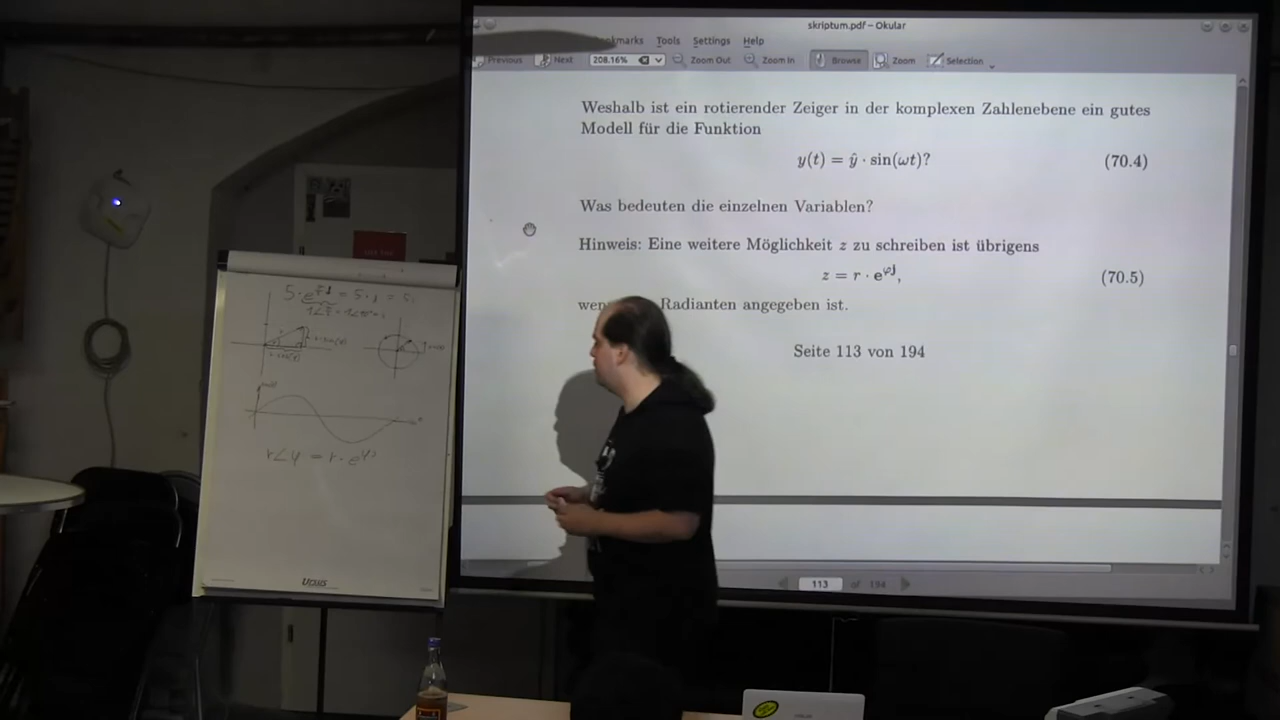 skriptum.pdf – Okular
Tools Settings Help
Previous Next 208.16% Zoom Out Zoom In Browse Zoom Selection
Weshalb ist ein rotierender Zeiger in der komplexen Zahlenebene ein gutes
Modell für die Funktion
y(t) = ŷ · sin(ωt)? (70.4)
Was bedeuten die einzelnen Variablen?
Hinweis: Eine weitere Möglichkeit z zu schreiben ist übrigens
z = r · e^φj, (70.5)
Radianten angegeben ist.
Seite 113 von 194
113 of 194
r∠φ = r · e^φj